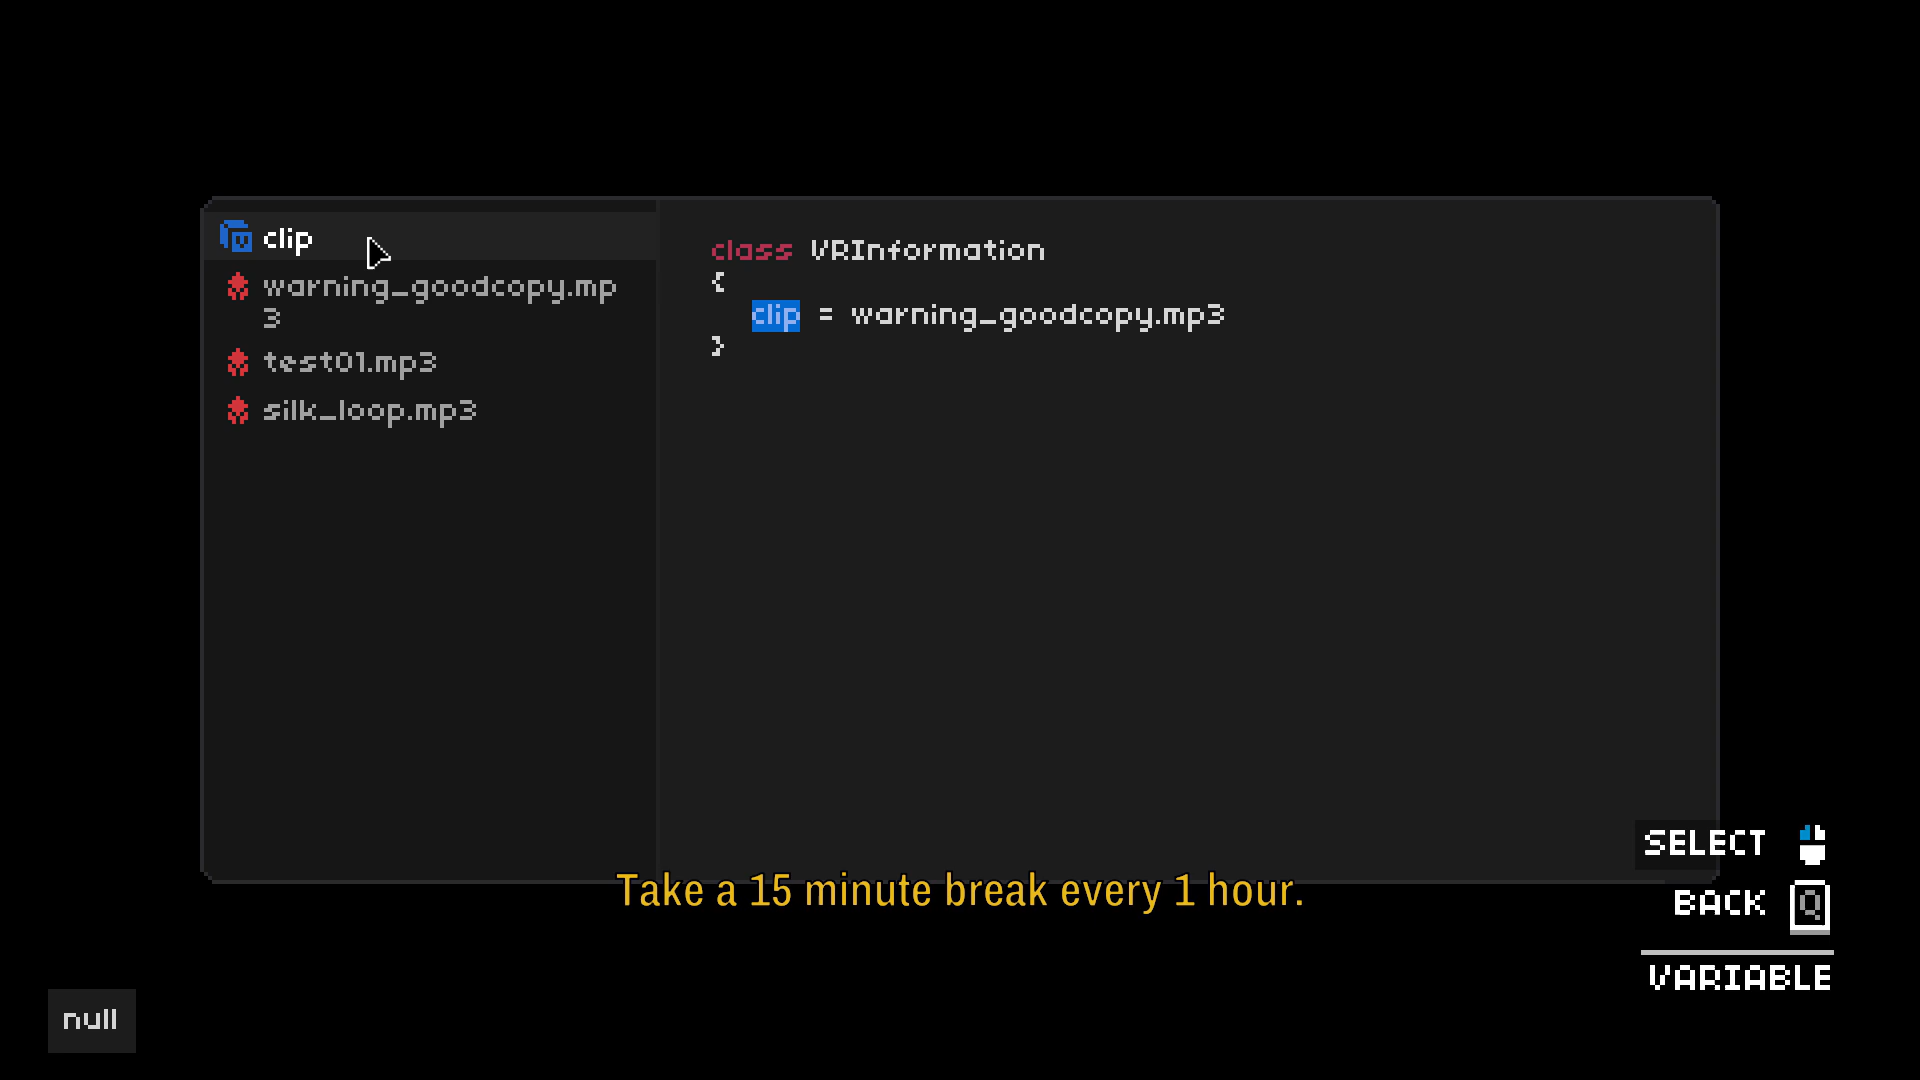 clip
warning_goodcopy.mp
3
test01.mp3
silk_loop.mp3
class VRInformation
{
clip = warning_goodcopy.mp3
}
SELECT
Take a 15 minute break every 1 hour.
BACK Q
VARIABLE
null